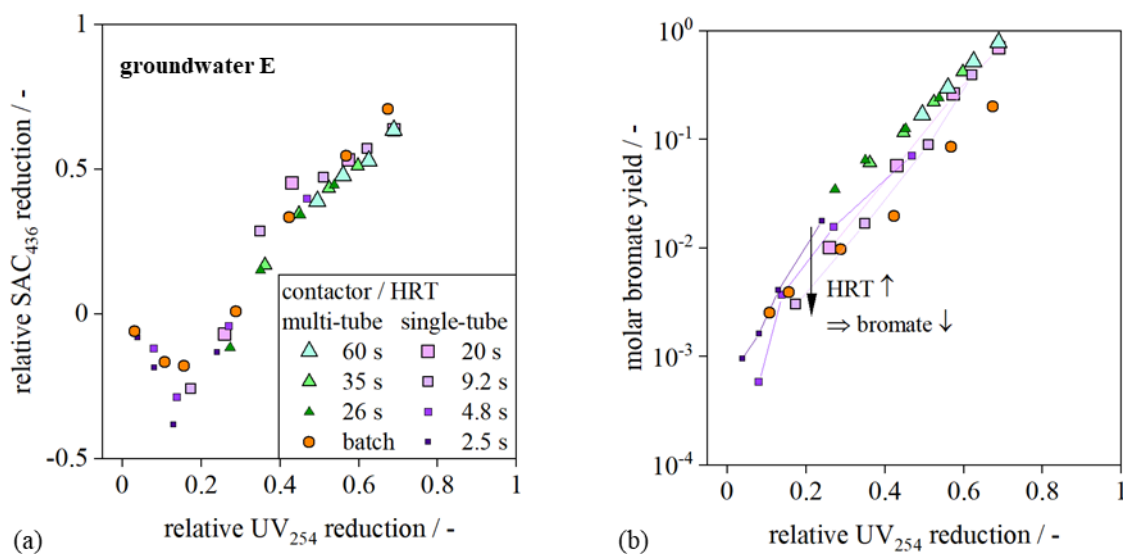 1
0.5
0
-0.5
relative SAC436 reduction / -
groundwater E
contactor / HRT
multi-tube single-tube
60 s 20 s
35 s 9.2 s
26 s 4.8 s
batch 2.5 s
0 0.2 0.4 0.6 0.8 1
relative UV254 reduction / -
(a)
10^0
10^-1
10^-2
10^-3
10^-4
molar bromate yield / -
HRT ↑
⇒ bromate ↓
0 0.2 0.4 0.6 0.8 1
relative UV254 reduction / -
(b)